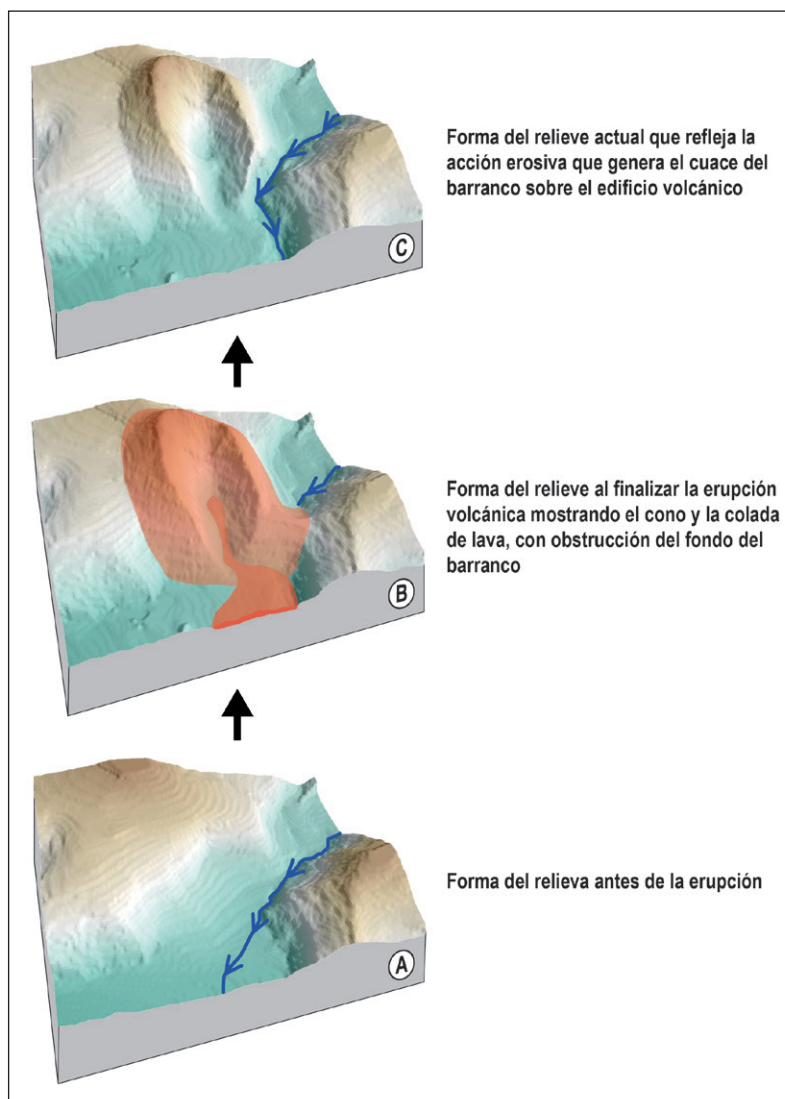 Forma del relieve actual que refleja la
acción erosiva que genera el cuace del
barranco sobre el edificio volcánico
C
Forma del relieve al finalizar la erupción
volcánica mostrando el cono y la colada
de lava, con obstrucción del fondo del
barranco
B
Forma del relieva antes de la erupción
A